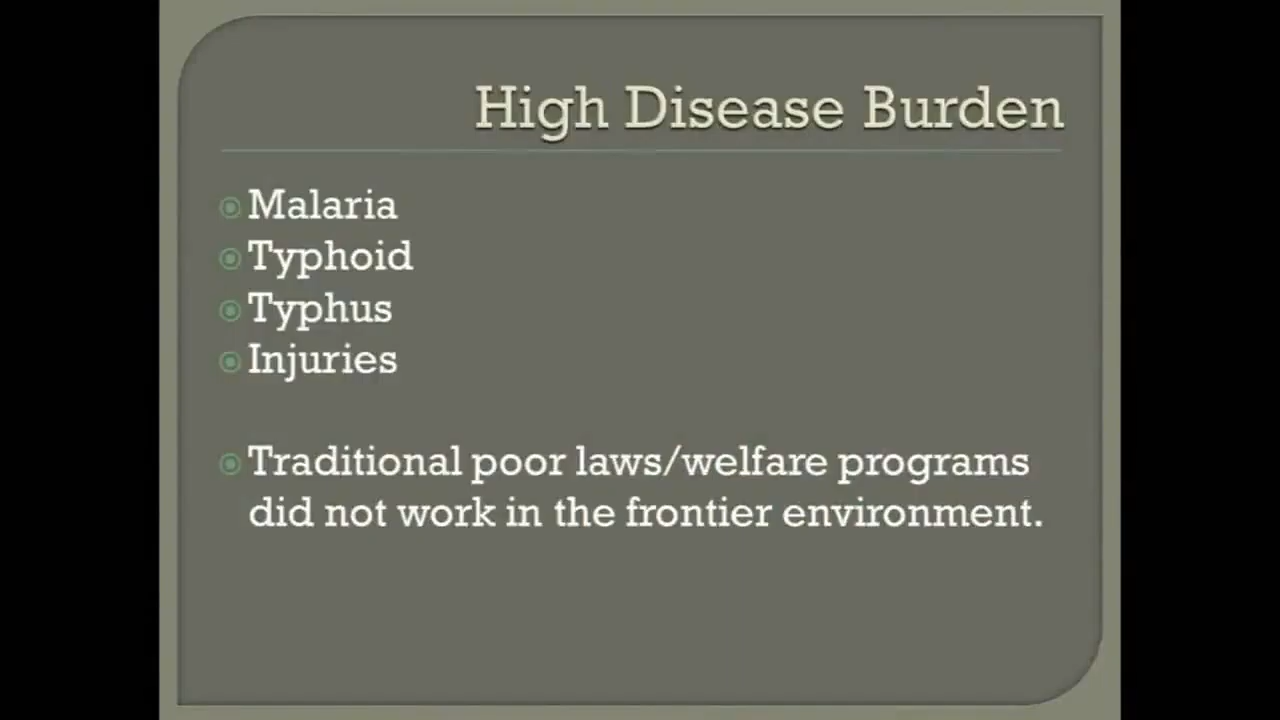 High Disease Burden
Malaria
Typhoid
Typhus
Injuries
Traditional poor laws/welfare programs
did not work in the frontier environment.